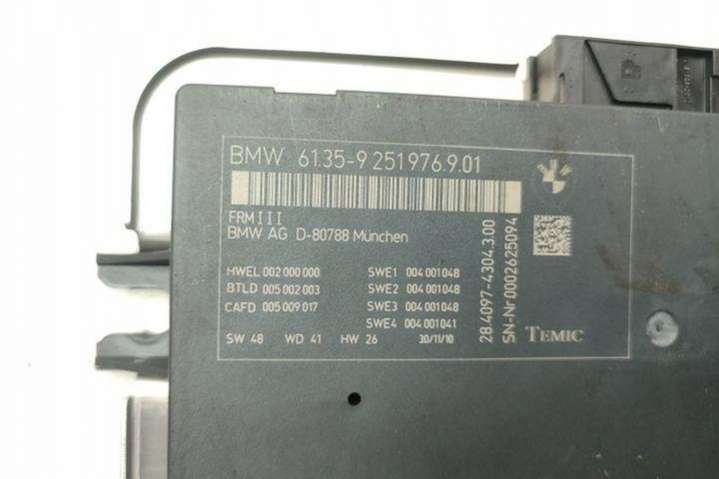 BMW 61.35-9 251976.9.01
FRM III
BMW AG D-80788 München
HWEL 002 000 000
BTLD 005 002 003
CAFD 005 009 017
SWE1 004 001 048
SWE2 004 001 048
SWE3 004 001 048
SWE4 004 001 041
SW 48 WD 41 HW 26 30/11/10
28.4097-4304.3.00
SN-Nr 0002625094
TEMIC